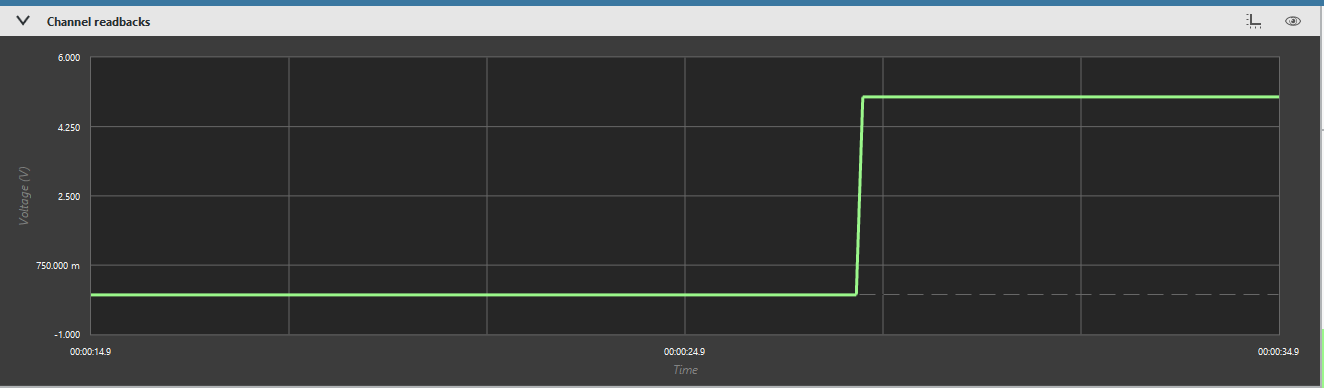 Channel readbacks
6.000
4.250
2.500
750.000 m
-1.000
Voltage (V)
00:00:14.9
00:00:24.9
00:00:34.9
Time